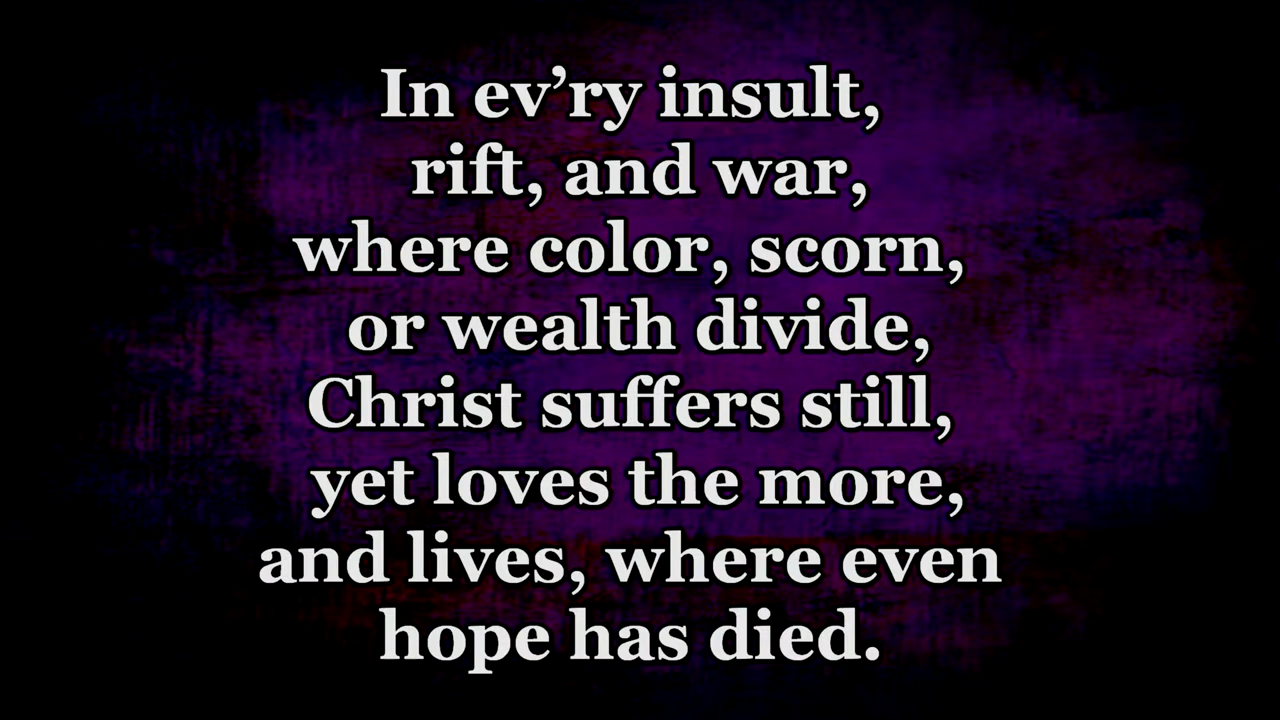 In ev’ry insult,
rift, and war,
where color, scorn,
or wealth divide,
Christ suffers still,
yet loves the more,
and lives, where even
hope has died.